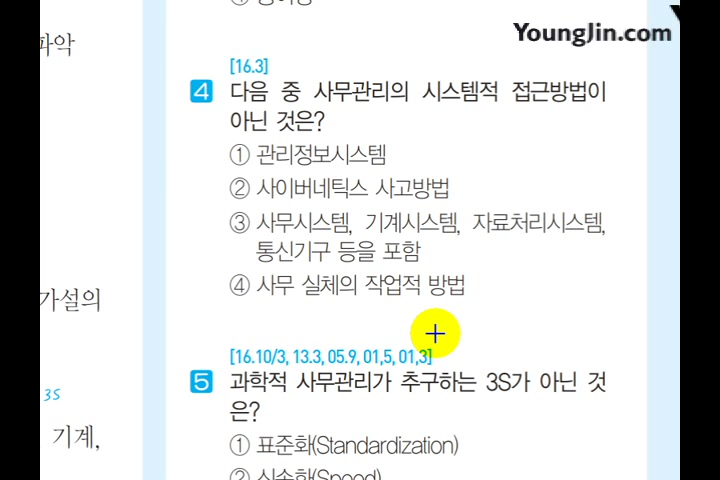 YoungJin.com
파악
[16.3]
4 다음 중 사무관리의 시스템적 접근방법이
아닌 것은?
① 관리정보시스템
② 사이버네틱스 사고방법
③ 사무시스템, 기계시스템, 자료처리시스템,
통신기구 등을 포함
④ 사무 실체의 작업적 방법
가설의
[16.10/3, 13.3, 05.9, 01,5, 01,3]
5 과학적 사무관리가 추구하는 3S가 아닌 것
은?
3S
기계,
① 표준화(Standardization)
② 신속화(Speed)